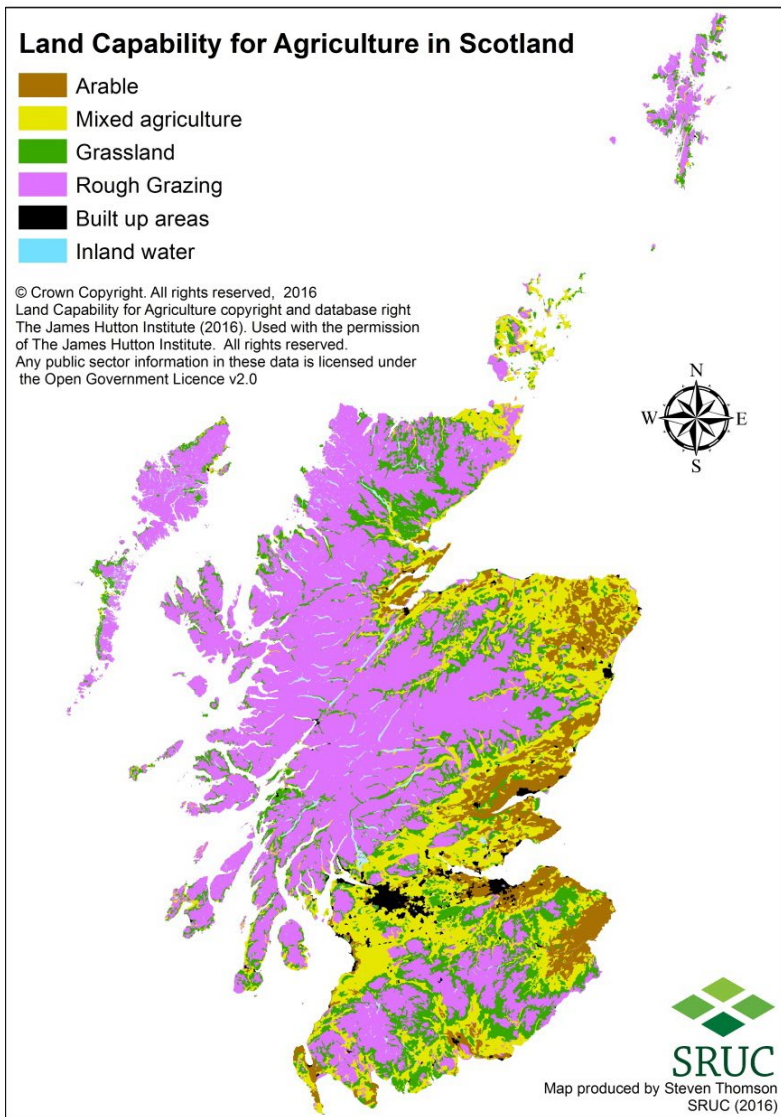 Land Capability for Agriculture in Scotland
Arable
Mixed agriculture
Grassland
Rough Grazing
Built up areas
Inland water
© Crown Copyright. All rights reserved, 2016
Land Capability for Agriculture copyright and database right
The James Hutton Institute (2016). Used with the permission
of The James Hutton Institute. All rights reserved.
Any public sector information in these data is licensed under
the Open Government Licence v2.0
N
W E
S
SRUC
Map produced by Steven Thomson
SRUC (2016)